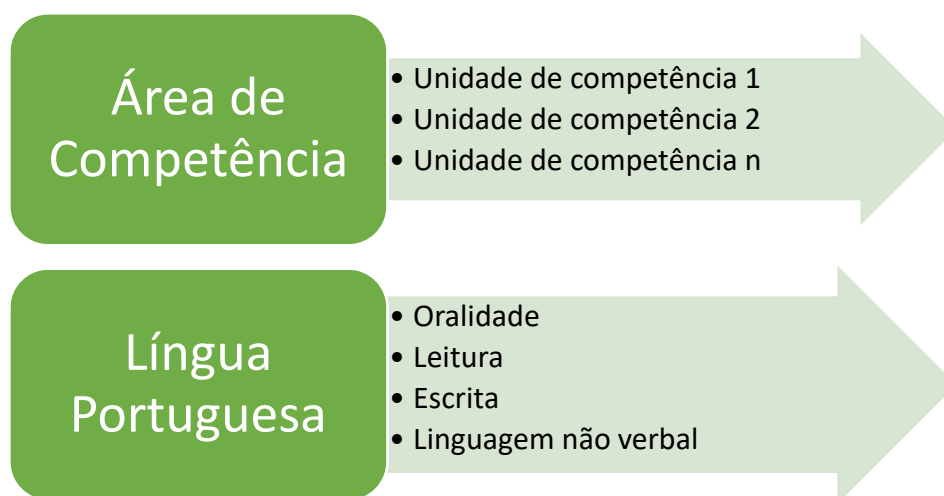 Área de
Competência
• Unidade de competência 1
• Unidade de competência 2
• Unidade de competência n
Língua
Portuguesa
• Oralidade
• Leitura
• Escrita
• Linguagem não verbal